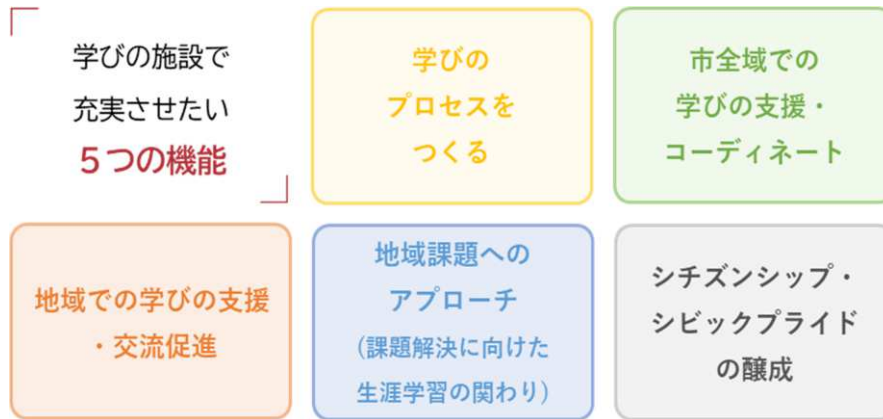 学びの施設で
充実させたい
５つの機能
学びの
プロセスを
つくる
市全域での
学びの支援・
コーディネート
地域での学びの支援
・交流促進
地域課題への
アプローチ
(課題解決に向けた
生涯学習の関わり)
シチズンシップ・
シビックプライド
の醸成